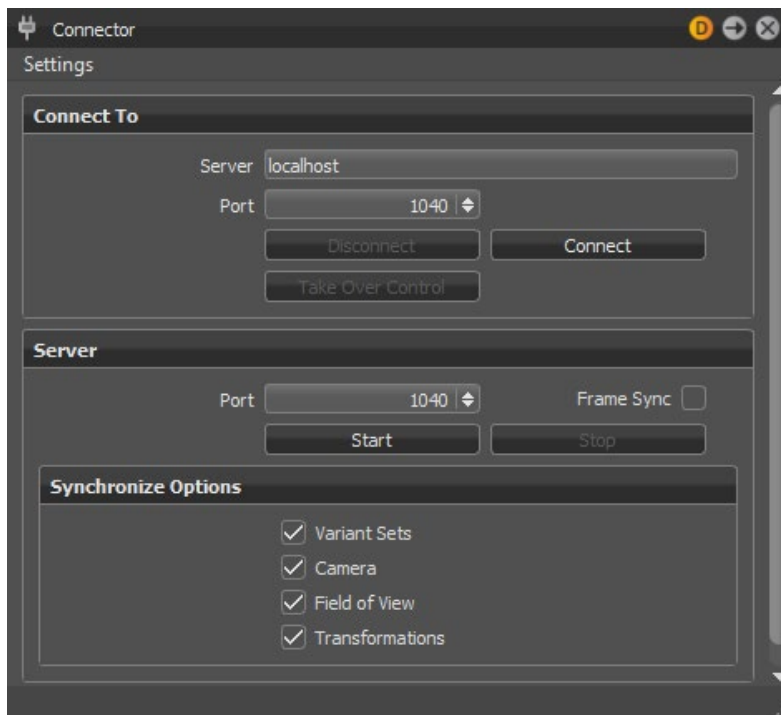 Connector
D
Settings
Connect To
Server localhost
Port 1040
Disconnect Connect
Take Over Control
Server
Port 1040 Frame Sync
Start Stop
Synchronize Options
Variant Sets
Camera
Field of View
Transformations